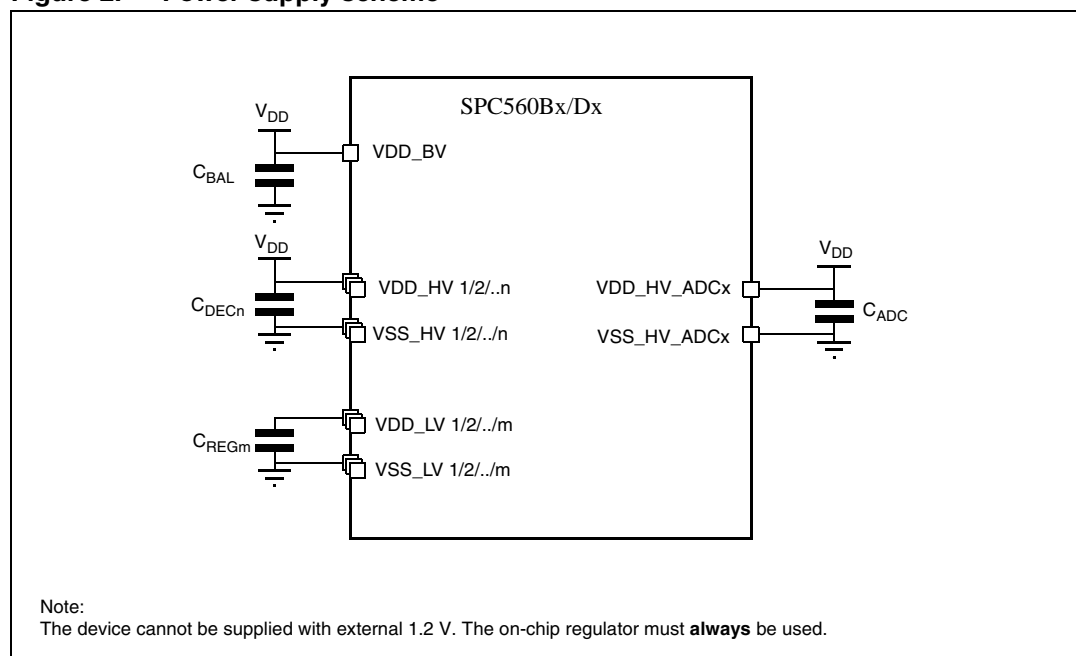 SPC560Bx/Dx
VDD
VDD_BV
CBAL
VDD
VDD_HV 1/2/..n
CDECn
VSS_HV 1/2/../n
VDD
VDD_HV_ADCx
CADC
VSS_HV_ADCx
VDD_LV 1/2/../m
CREGm
VSS_LV 1/2/../m
Note:
The device cannot be supplied with external 1.2 V. The on-chip regulator must always be used.